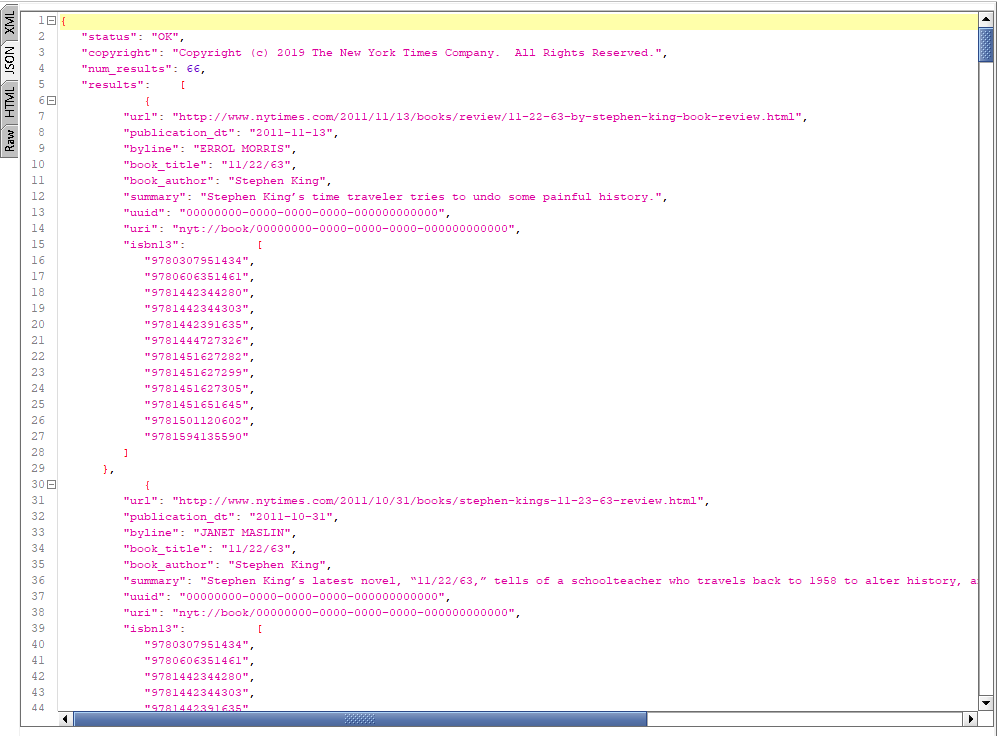 XML
JSON
HTML
Raw
1 {
2 "status": "OK",
3 "copyright": "Copyright (c) 2019 The New York Times Company.  All Rights Reserved.",
4 "num_results": 66,
5 "results": [
6 {
7 "url": "http://www.nytimes.com/2011/11/13/books/review/11-22-63-by-stephen-king-book-review.html",
8 "publication_dt": "2011-11-13",
9 "byline": "ERROL MORRIS",
10 "book_title": "11/22/63",
11 "book_author": "Stephen King",
12 "summary": "Stephen King’s time traveler tries to undo some painful history.",
13 "uuid": "00000000-0000-0000-0000-000000000000",
14 "uri": "nyt://book/00000000-0000-0000-0000-000000000000",
15 "isbn13": [
16 "9780307951434",
17 "9780606351461",
18 "9781442344280",
19 "9781442344303",
20 "9781442391635",
21 "9781444727326",
22 "9781451627282",
23 "9781451627299",
24 "9781451627305",
25 "9781451651645",
26 "9781501120602",
27 "9781594135590"
28 ]
29 },
30 {
31 "url": "http://www.nytimes.com/2011/10/31/books/stephen-kings-11-23-63-review.html",
32 "publication_dt": "2011-10-31",
33 "byline": "JANET MASLIN",
34 "book_title": "11/22/63",
35 "book_author": "Stephen King",
36 "summary": "Stephen King’s latest novel, “11/22/63,” tells of a schoolteacher who travels back to 1958 to alter history,
37 "uuid": "00000000-0000-0000-0000-000000000000",
38 "uri": "nyt://book/00000000-0000-0000-0000-000000000000",
39 "isbn13": [
40 "9780307951434",
41 "9780606351461",
42 "9781442344280",
43 "9781442344303",
44 "9781442391635"